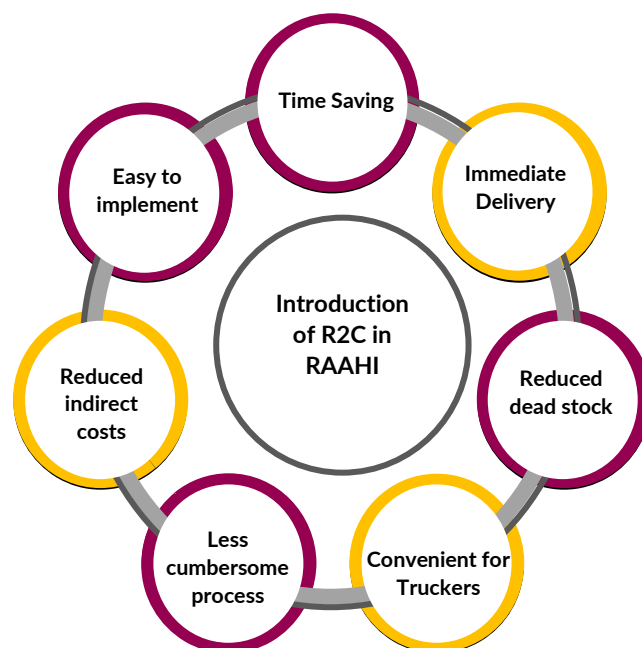 Time Saving
Immediate
Delivery
Reduced
dead stock
Convenient for
Truckers
Less
cumbersome
process
Reduced
indirect
costs
Easy to
implement
Introduction
of R2C in
RAAHI